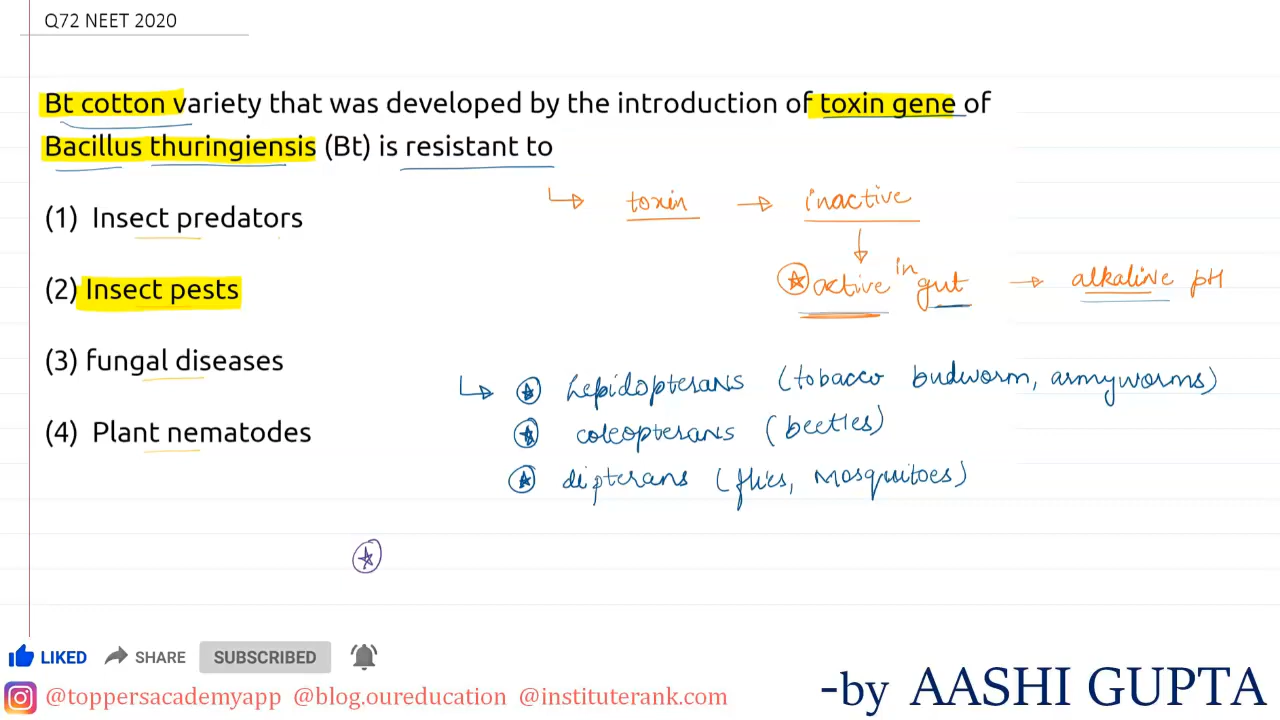 Q72 NEET 2020
Bt cotton variety that was developed by the introduction of toxin gene of
Bacillus thuringiensis (Bt) is resistant to
toxin → inactive
(1) Insect predators
active in gut → alkaline pH
(2) Insect pests
(3) fungal diseases
Lepidopterans (tobacco budworm, armyworms)
(4) Plant nematodes
coleopterans (beetles)
dipterans (flies, Mosquitoes)
LIKED SHARE SUBSCRIBED
@toppersacademyapp @blog.oureducation @instituterank.com
-by AASHI GUPTA